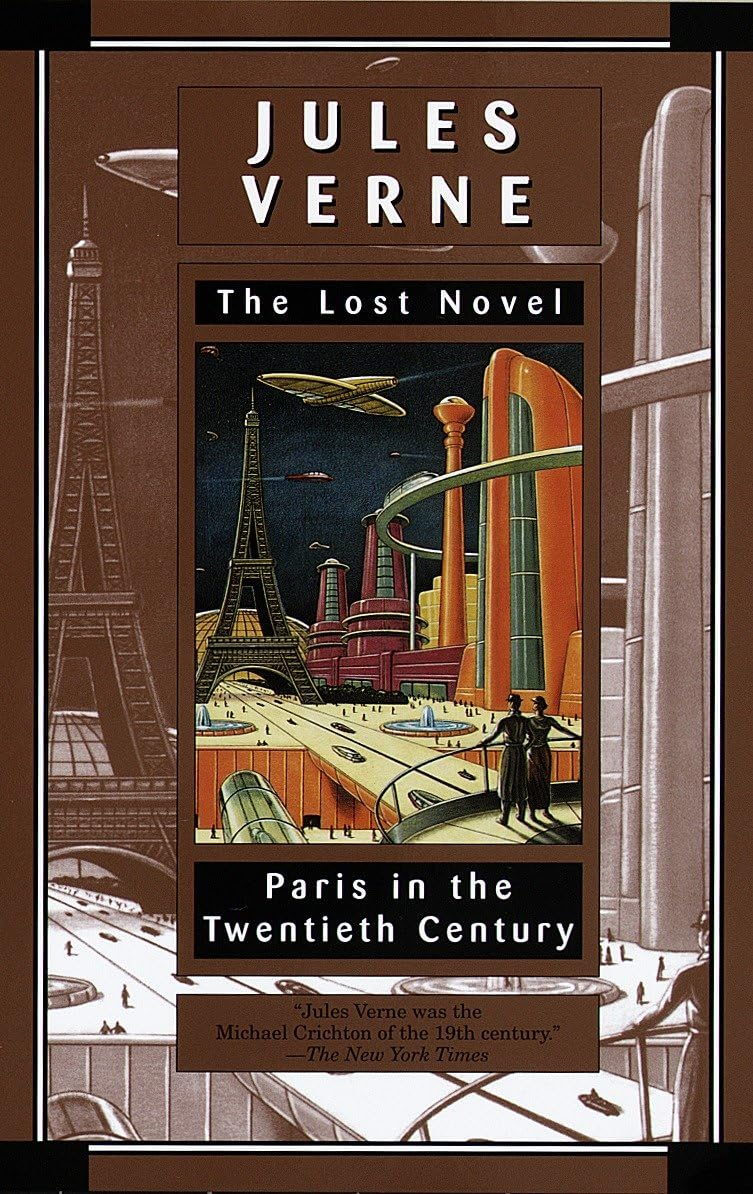 JULES
VERNE
The Lost Novel
Paris in the
Twentieth Century
“Jules Verne was the
Michael Crichton of the 19th century.”
—The New York Times